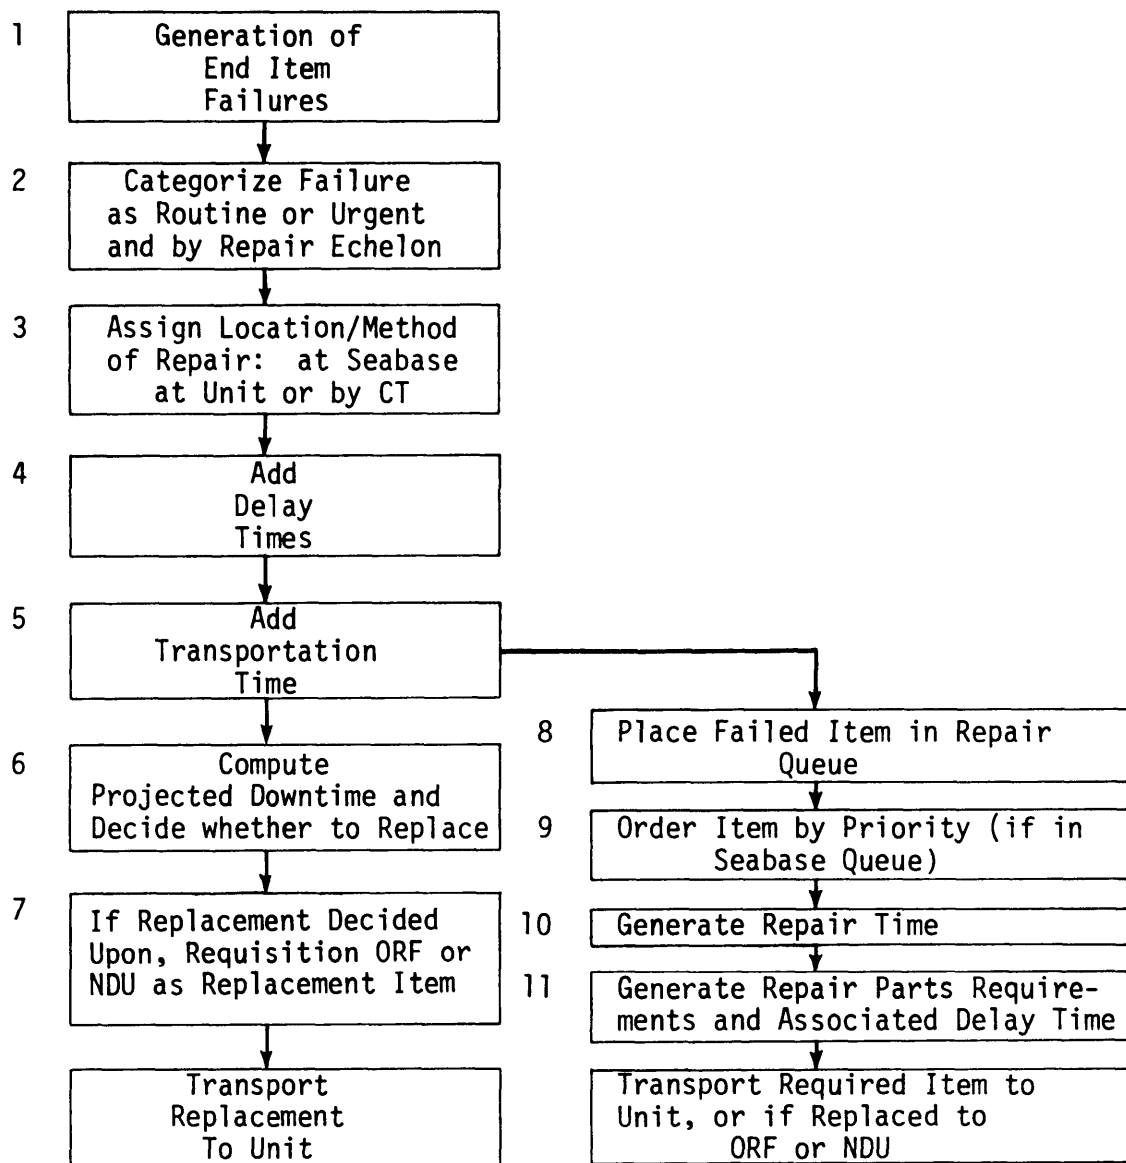 1
Generation of
End Item
Failures
2
Categorize Failure
as Routine or Urgent
and by Repair Echelon
3
Assign Location/Method
of Repair: at Seabase
at Unit or by CT
4
Add
Delay
Times
5
Add
Transportation
Time
6
Compute
Projected Downtime and
Decide whether to Replace
7
If Replacement Decided
Upon, Requisition ORF or
NDU as Replacement Item
Transport
Replacement
To Unit
8
Place Failed Item in Repair
Queue
9
Order Item by Priority (if in
Seabase Queue)
10
Generate Repair Time
11
Generate Repair Parts Require-
ments and Associated Delay Time
Transport Required Item to
Unit, or if Replaced to
ORF or NDU